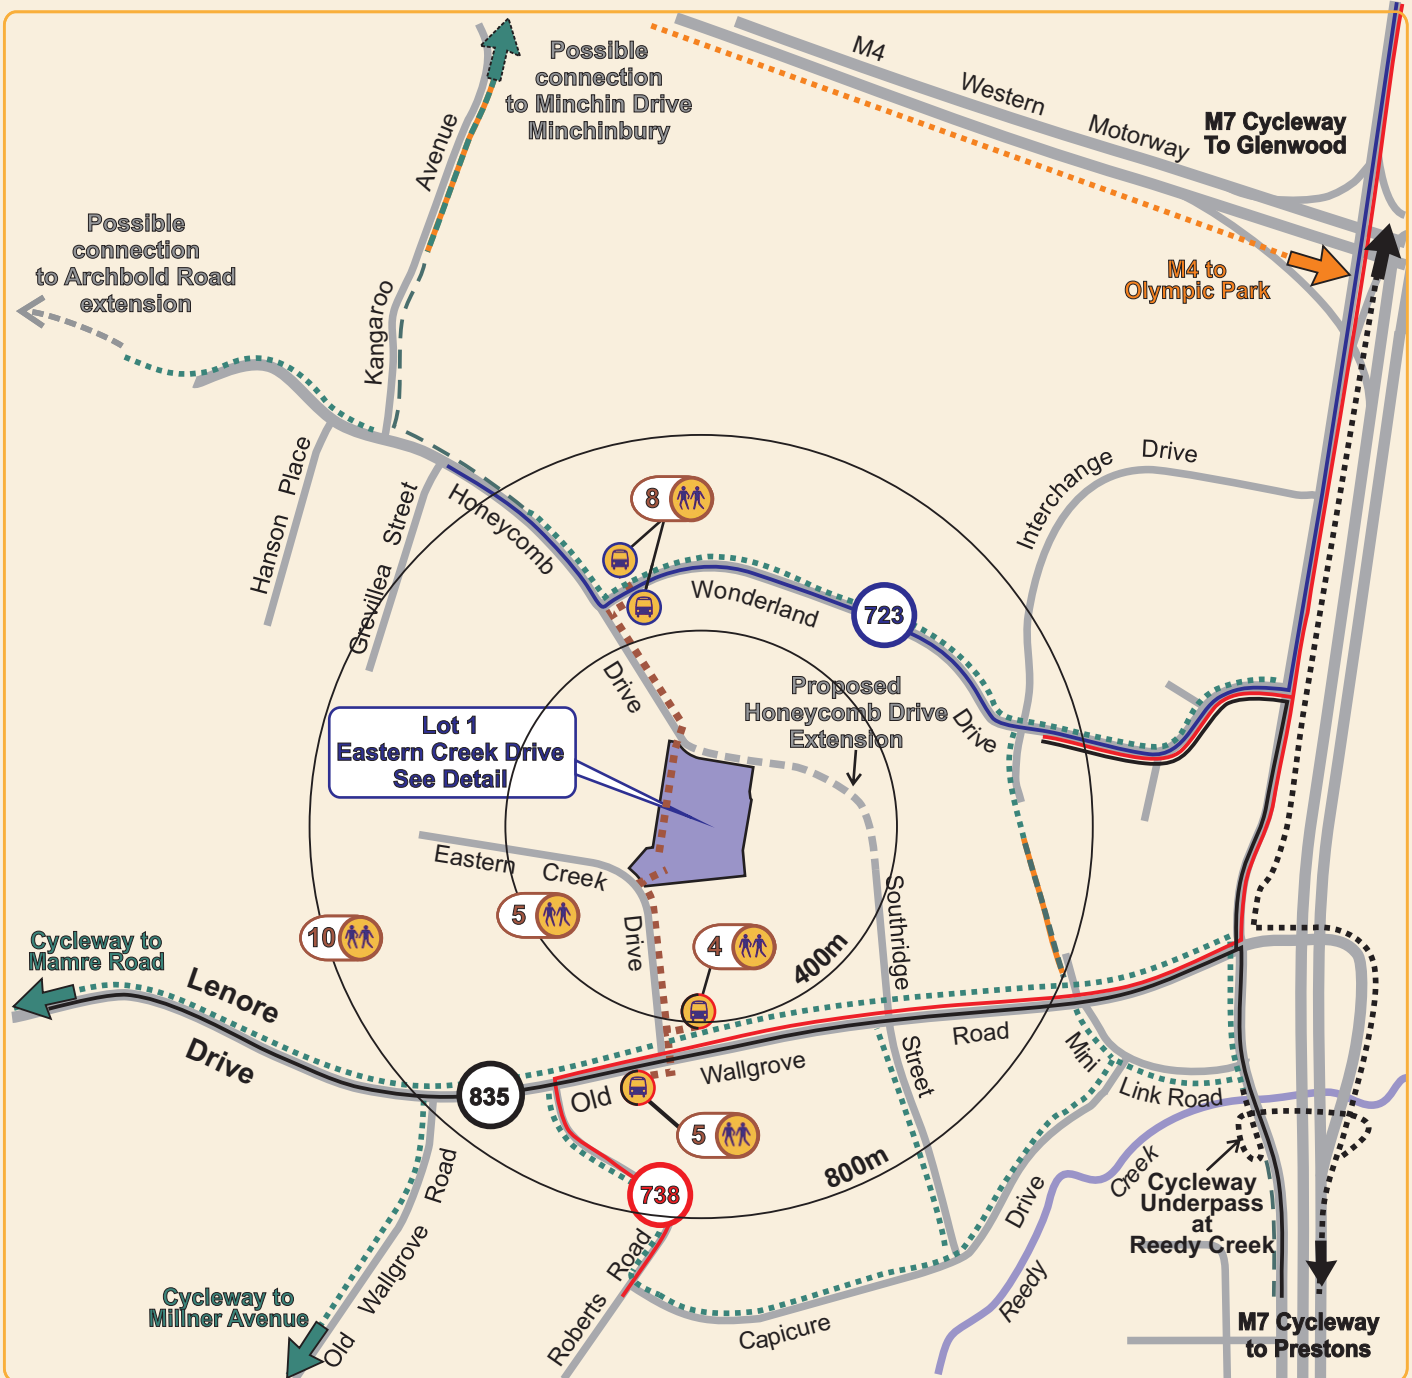 Possible
connection
to Minchin Drive
Minchinbury
M4 Western Motorway
M7 Cycleway
To Glenwood
Avenue
Kangaroo
Possible
connection
to Archbold Road
extension
M4 to
Olympic Park
Hanson Place
Grevillea Street
Honeycomb
Drive
8
Wonderland
723
Drive
Interchange Drive
Proposed
Honeycomb Drive
Extension
Lot 1
Eastern Creek Drive
See Detail
Eastern Creek
Drive
5
10
4
400m
Southridge
Street
Cycleway to
Mamre Road
Lenore
Drive
835
Old Wallgrove Road
5
738
800m
Mini
Link Road
Creek
Reedy
Drive
Cycleway
Underpass
at
Reedy Creek
Road
Wallgrove
Old
Cycleway to
Millner Avenue
Road
Roberts
Capicure
M7 Cycleway
to Prestons